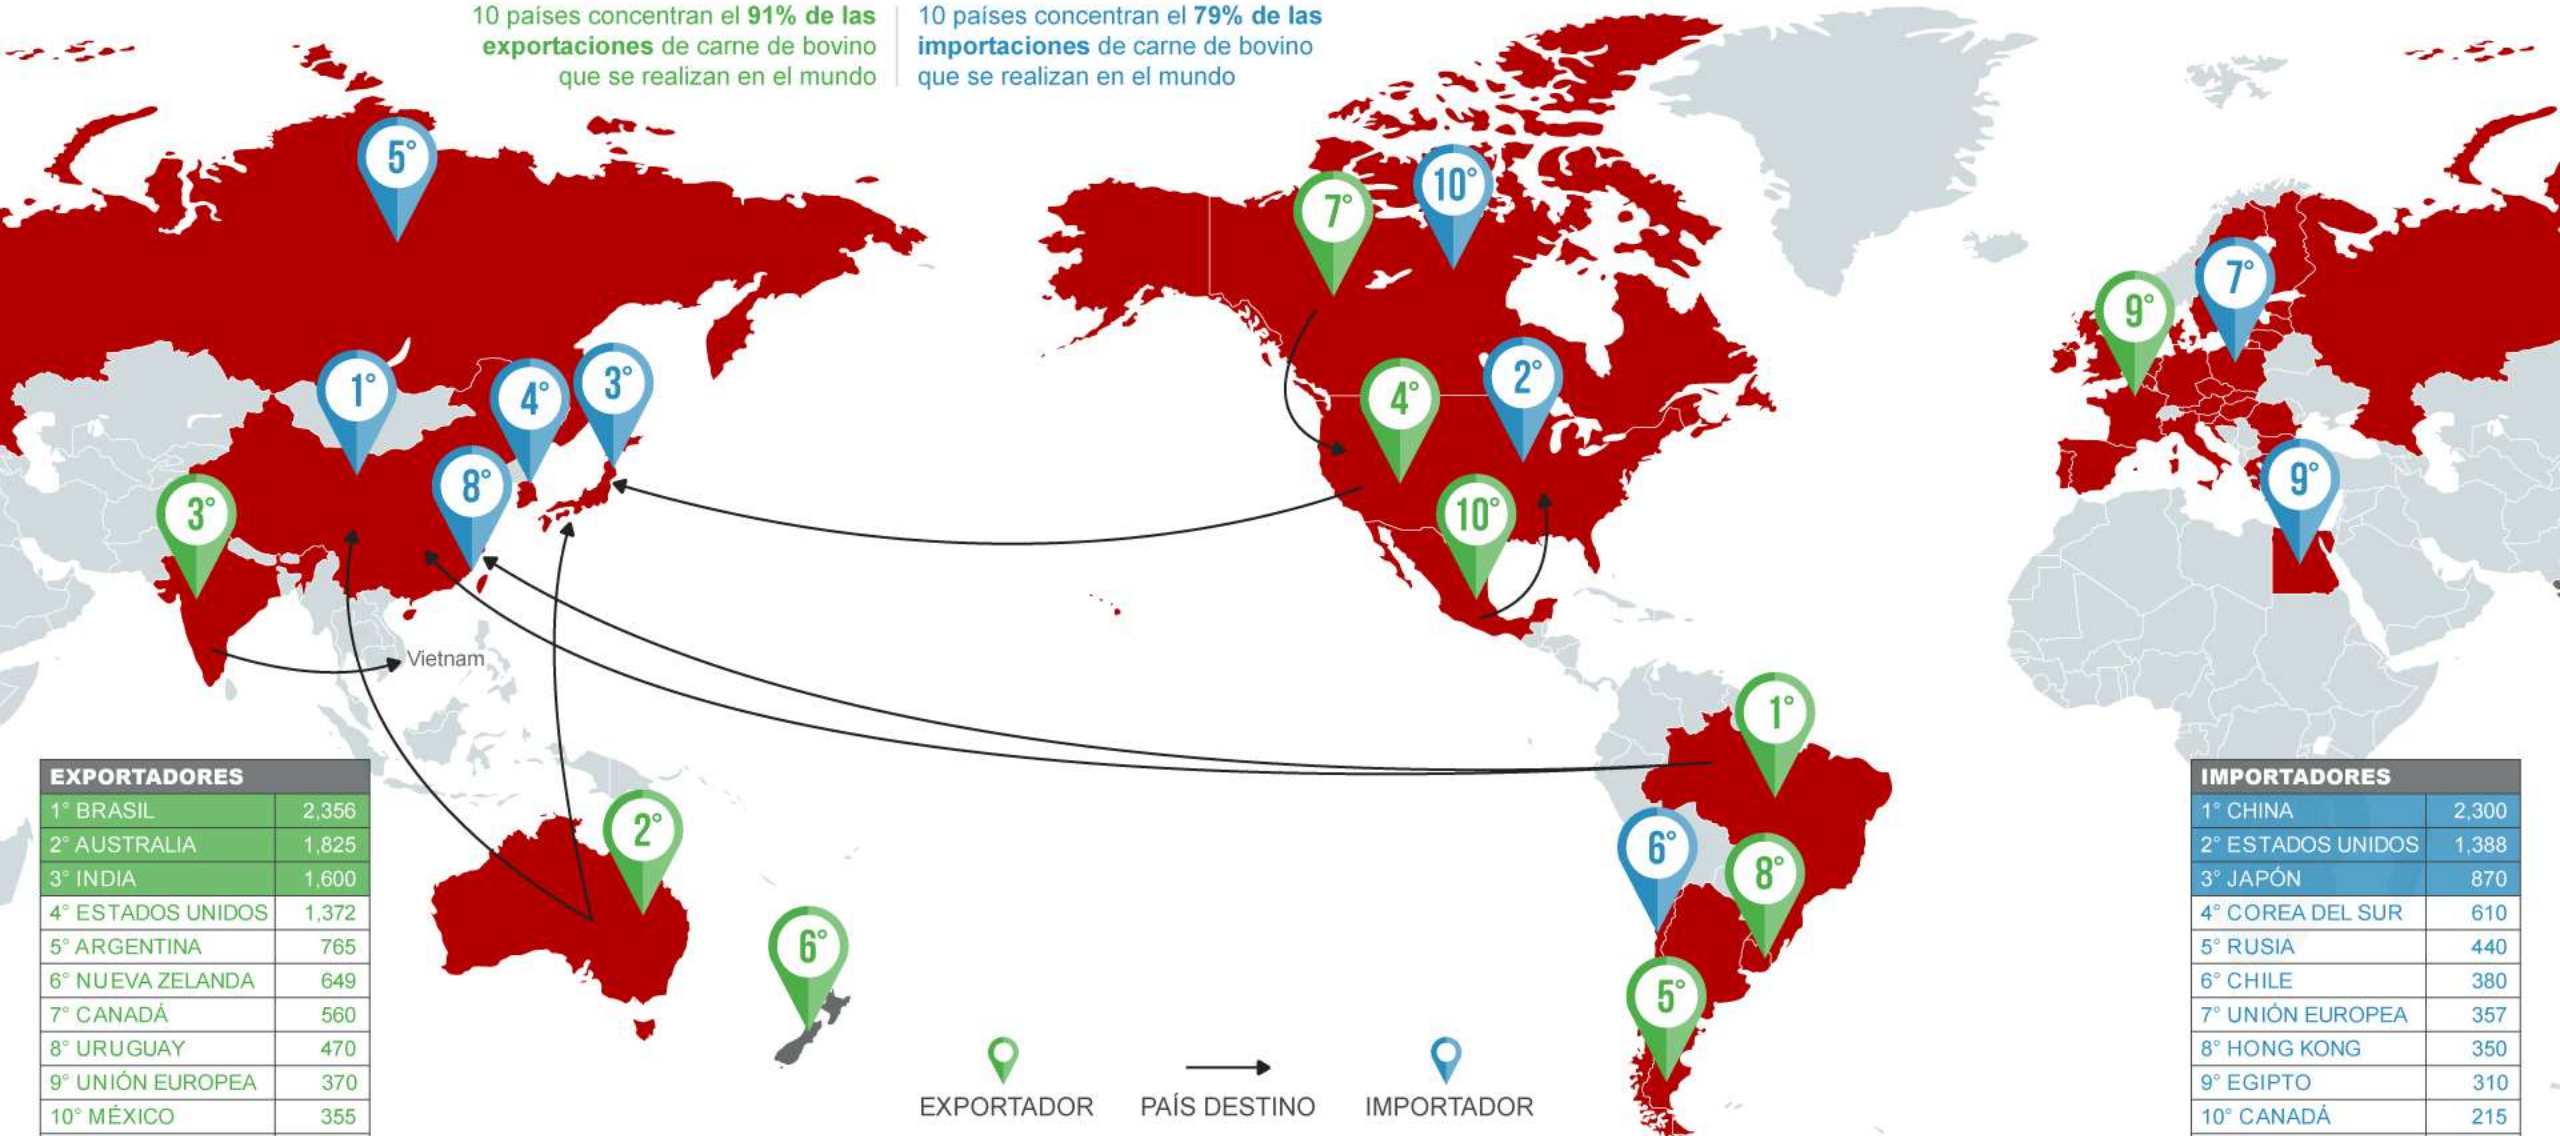 10 países concentran el 91% de las
exportaciones de carne de bovino
que se realizan en el mundo
10 países concentran el 79% de las
importaciones de carne de bovino
que se realizan en el mundo
5°
10°
7°
7°
9°
1°
4°
3°
4°
2°
8°
9°
3°
10°
Vietnam
1°
2°
6°
8°
6°
5°
EXPORTADORES
1° BRASIL 2,356
2° AUSTRALIA 1,825
3° INDIA 1,600
4° ESTADOS UNIDOS 1,372
5° ARGENTINA 765
6° NUEVA ZELANDA 649
7° CANADÁ 560
8° URUGUAY 470
9° UNIÓN EUROPEA 370
10° MÉXICO 355
EXPORTADOR
PAÍS DESTINO
IMPORTADOR
IMPORTADORES
1° CHINA 2,300
2° ESTADOS UNIDOS 1,388
3° JAPÓN 870
4° COREA DEL SUR 610
5° RUSIA 440
6° CHILE 380
7° UNIÓN EUROPEA 357
8° HONG KONG 350
9° EGIPTO 310
10° CANADÁ 215